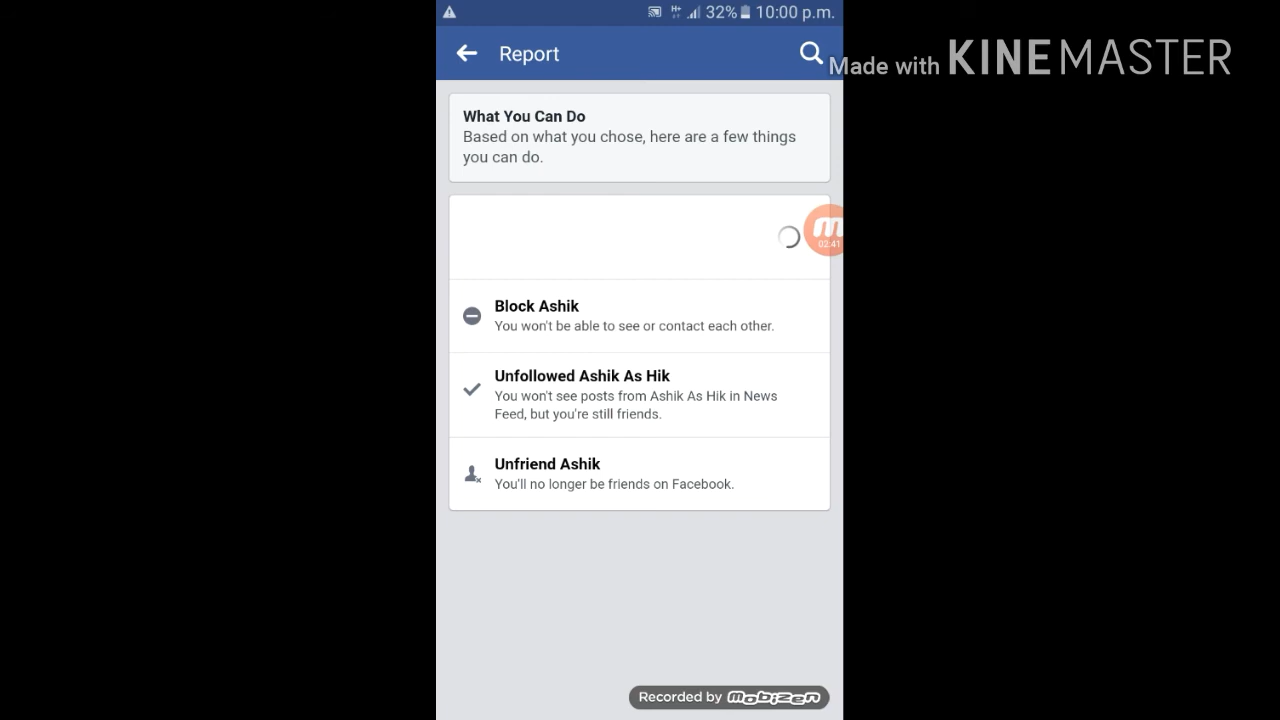 32% 10:00 p.m.
Report
Made with KINEMASTER
What You Can Do
Based on what you chose, here are a few things
you can do.
02:41
Block Ashik
You won't be able to see or contact each other.
Unfollowed Ashik As Hik
You won't see posts from Ashik As Hik in News
Feed, but you're still friends.
Unfriend Ashik
You'll no longer be friends on Facebook.
Recorded by mobizen